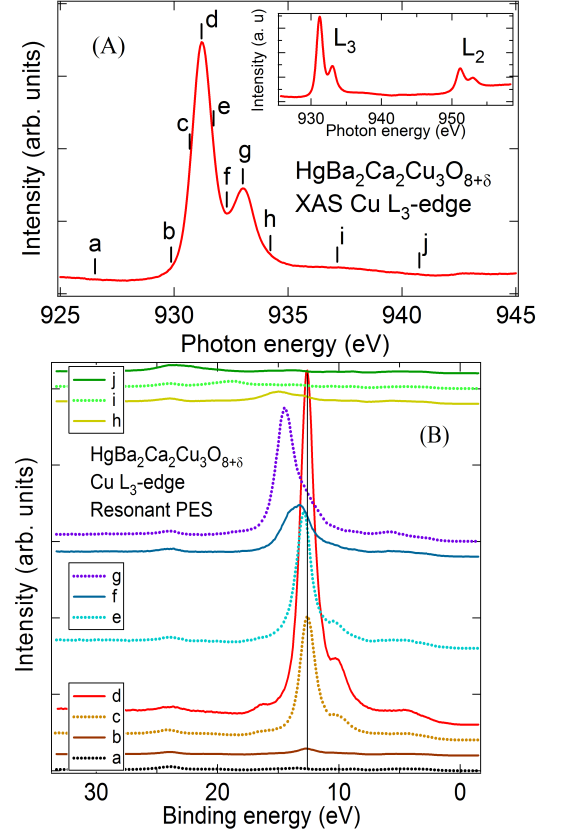 (A)
Intensity (arb. units)
a
b
c
d
e
f
g
h
i
j
Intensity (a. u)
L3
L2
930
940
950
Photon energy (eV)
HgBa2Ca2Cu3O8+δ
XAS Cu L3-edge
925
930
935
940
945
Photon energy (eV)
(B)
Intensity (arb. units)
j
i
h
HgBa2Ca2Cu3O8+δ
Cu L3-edge
Resonant PES
g
f
e
d
c
b
a
30
20
10
0
Binding energy (eV)